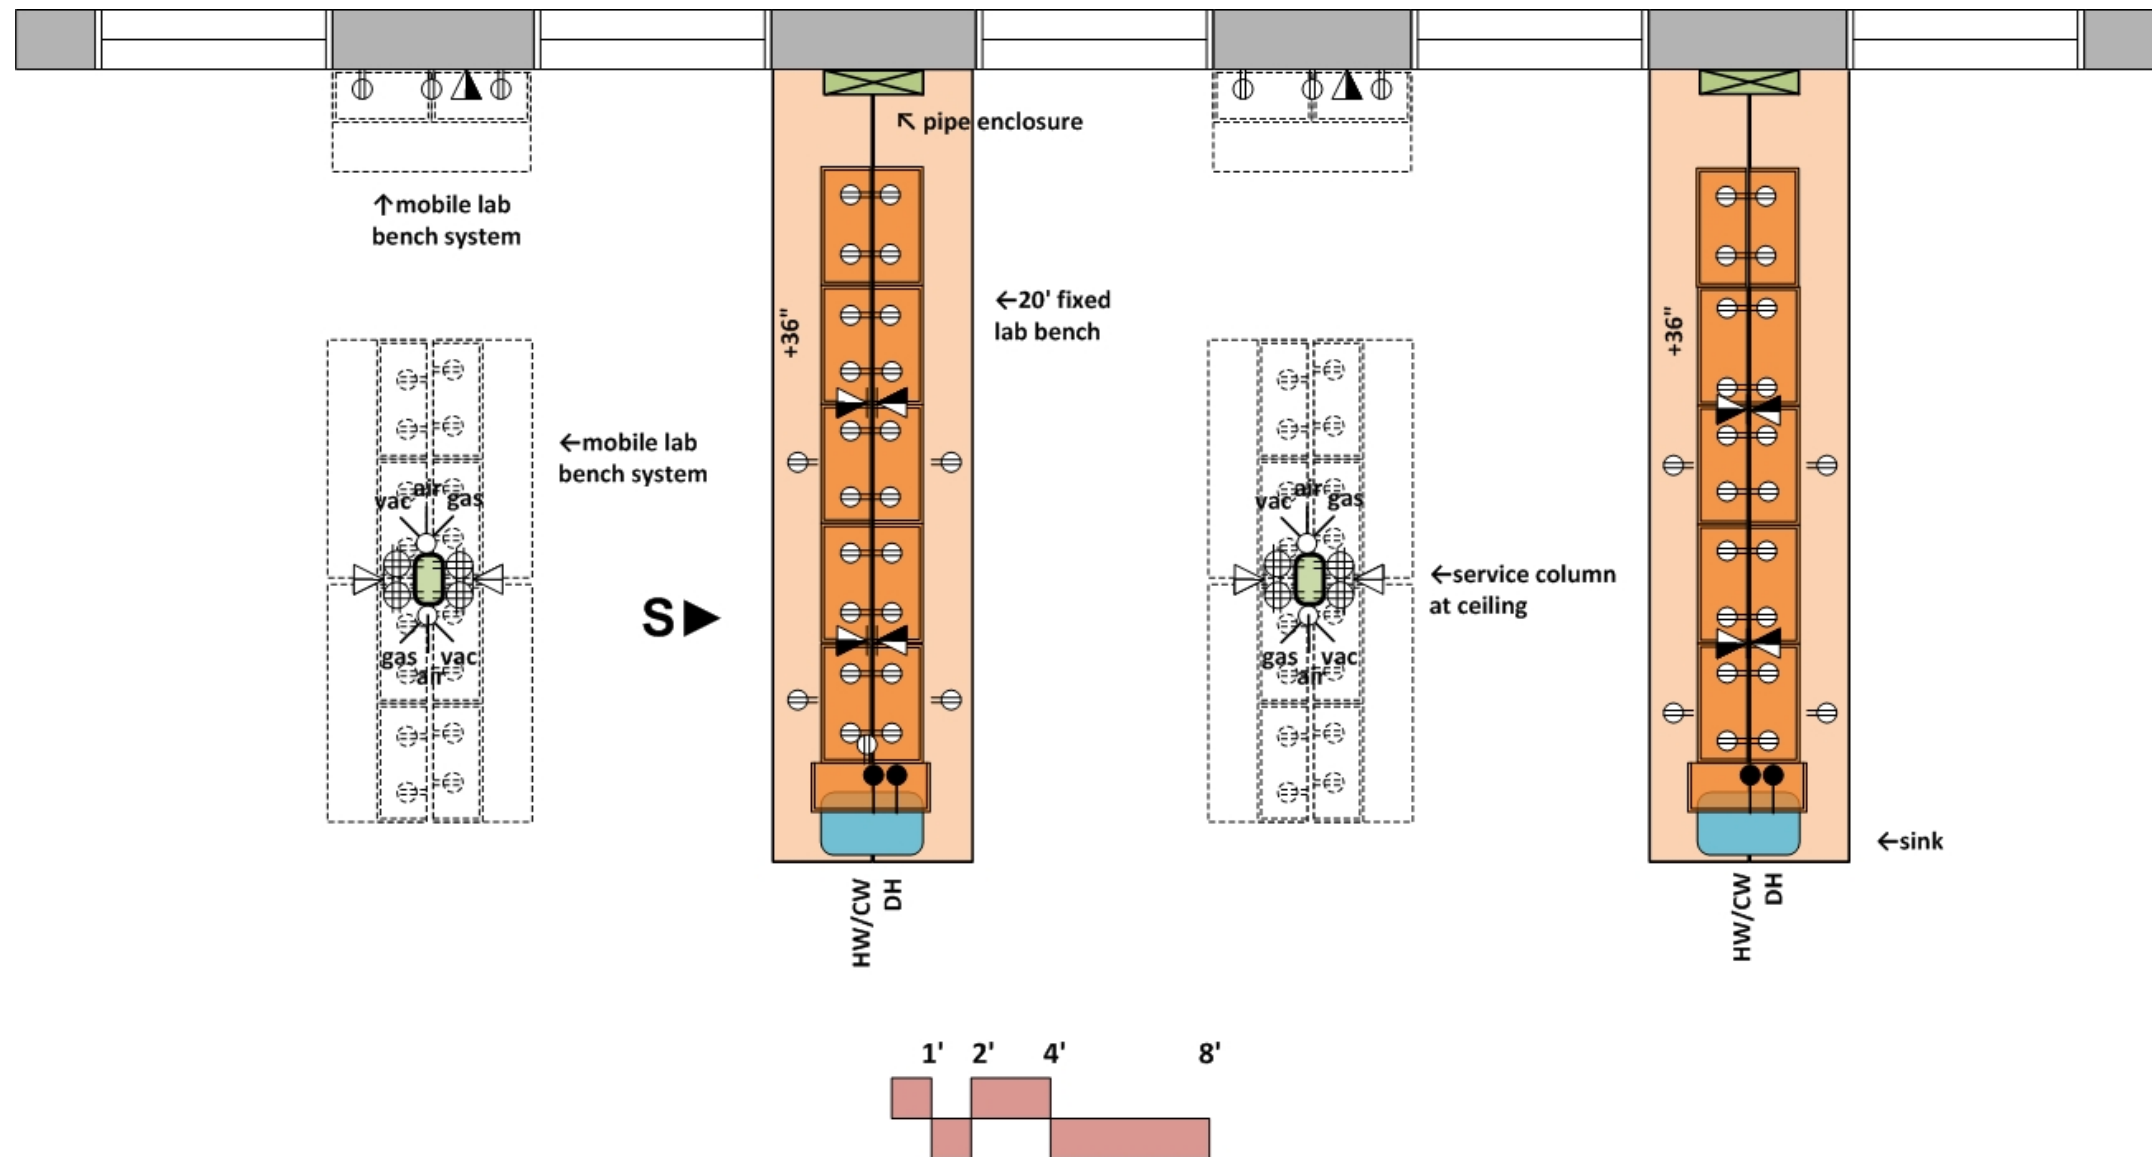 ↖ pipe enclosure
↑mobile lab
bench system
←20' fixed
lab bench
+36"
+36"
←mobile lab
bench system
vac air gas
vac air gas
←service column
at ceiling
S►
gas air vac
gas air vac
←sink
HW/CW
DH
HW/CW
DH
1' 2' 4' 8'